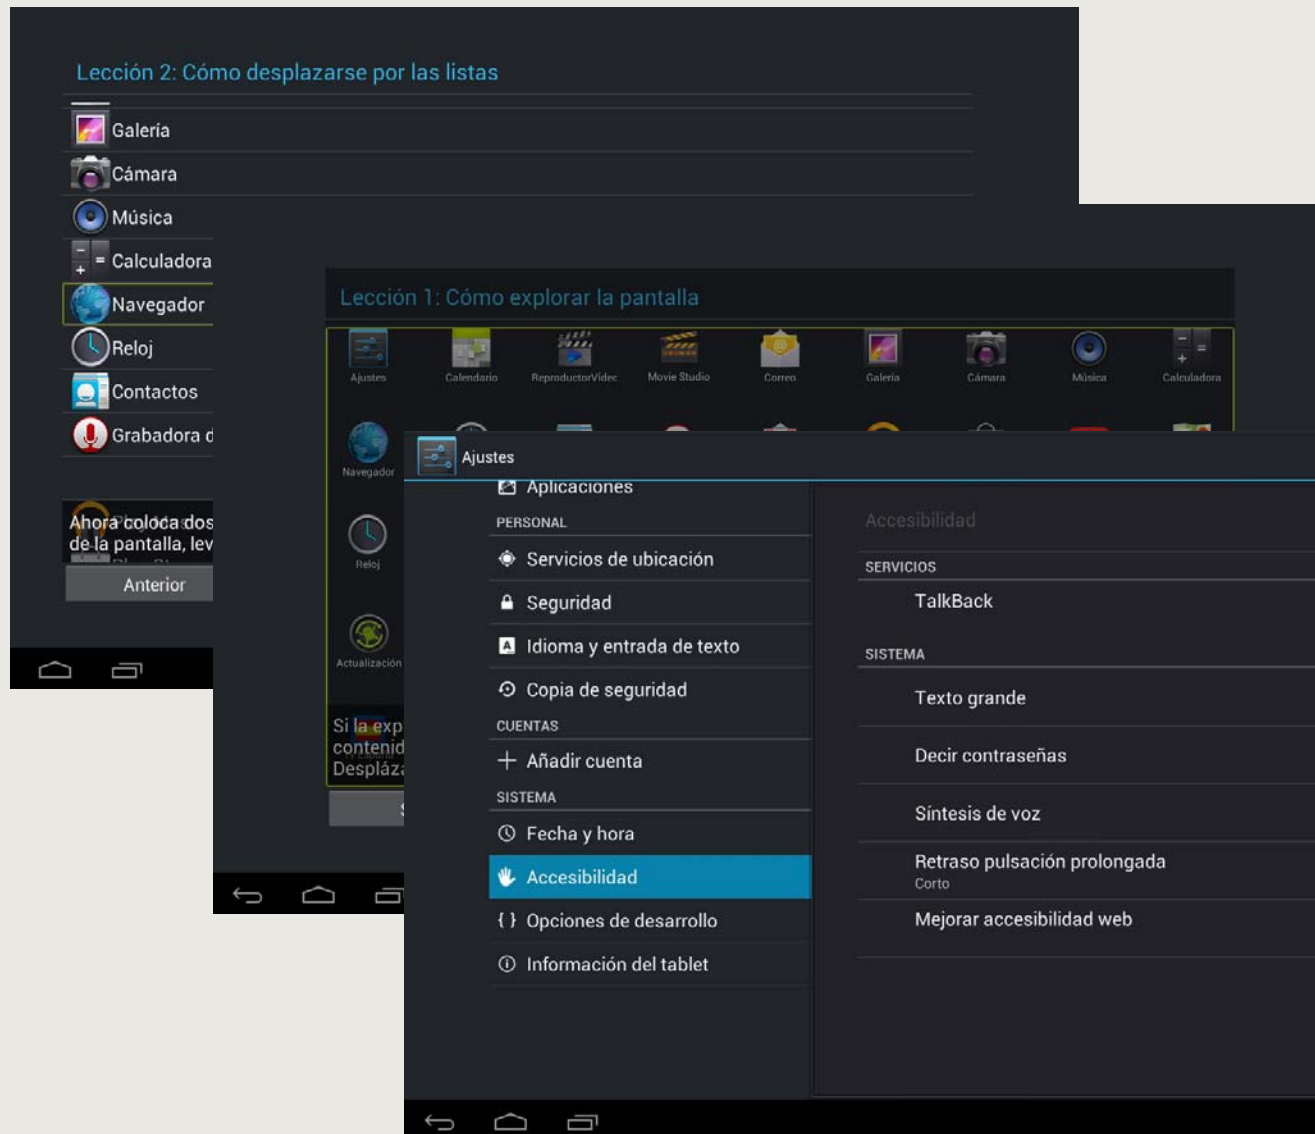 Lección 2: Cómo desplazarse por las listas
Galería
Cámara
Música
Calculadora
Navegador
Reloj
Contactos
Grabadora d
Ahora coloca dos
de la pantalla, lev
Anterior
Lección 1: Cómo explorar la pantalla
Ajustes
Calendario
ReproductorVídec
Movie Studio
Correo
Galería
Cámara
Música
Calculadora
Navegador
Reloj
Actualización
Si la exp
contenid
Despláza
Ajustes
Aplicaciones
PERSONAL
Servicios de ubicación
Seguridad
Idioma y entrada de texto
Copia de seguridad
CUENTAS
Añadir cuenta
SISTEMA
Fecha y hora
Accesibilidad
{ } Opciones de desarrollo
Información del tablet
Accesibilidad
SERVICIOS
TalkBack
SISTEMA
Texto grande
Decir contraseñas
Síntesis de voz
Retraso pulsación prolongada
Corto
Mejorar accesibilidad web